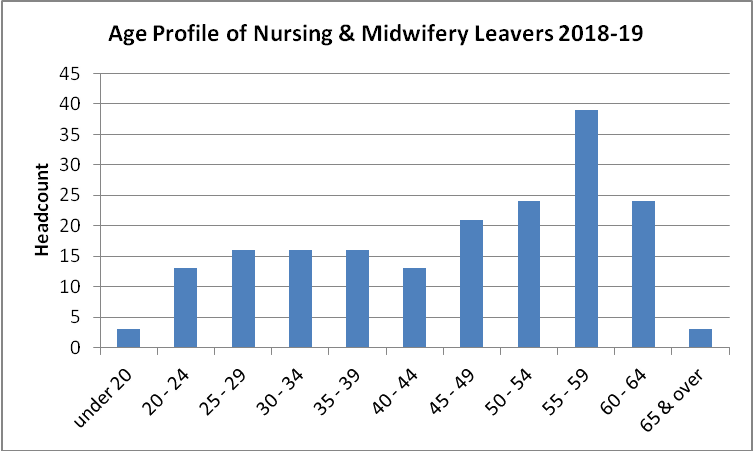 Age Profile of Nursing & Midwifery Leavers 2018-19
Headcount
45
40
35
30
25
20
15
10
5
0
under 20
20 - 24
25 - 29
30 - 34
35 - 39
40 - 44
45 - 49
50 - 54
55 - 59
60 - 64
65 & over